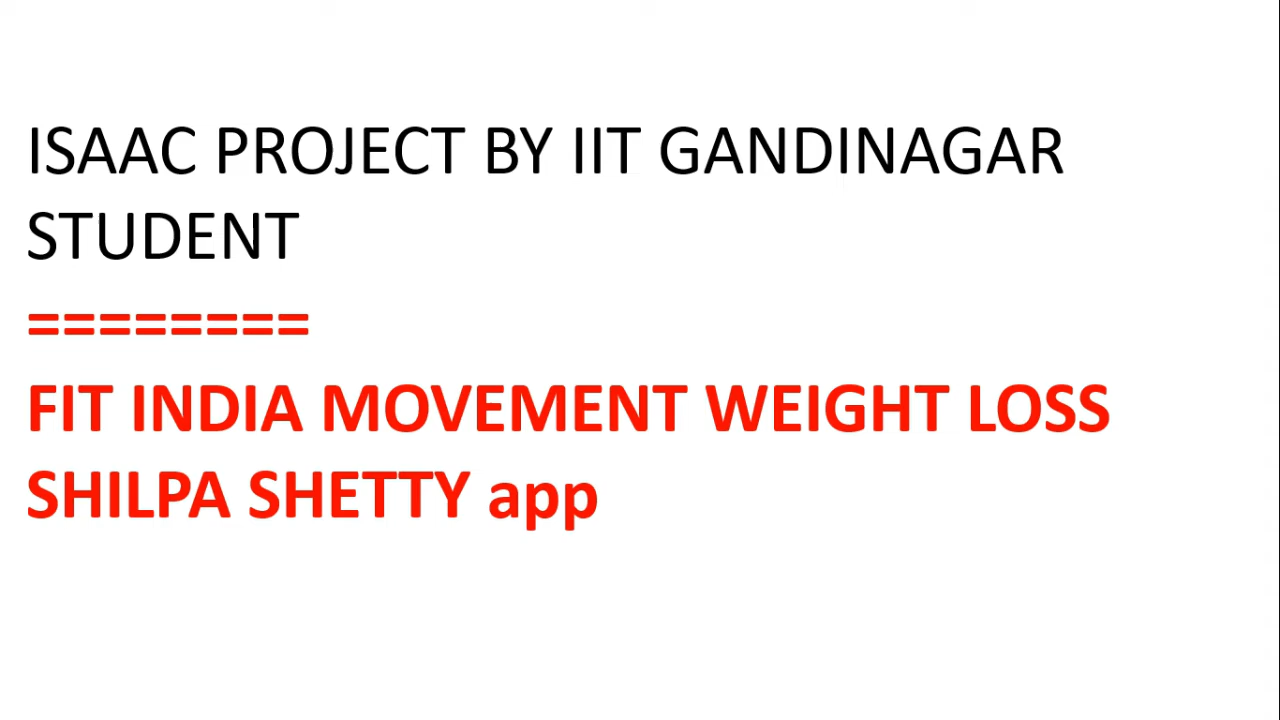 ISAAC PROJECT BY IIT GANDINAGAR
STUDENT
========
FIT INDIA MOVEMENT WEIGHT LOSS
SHILPA SHETTY app